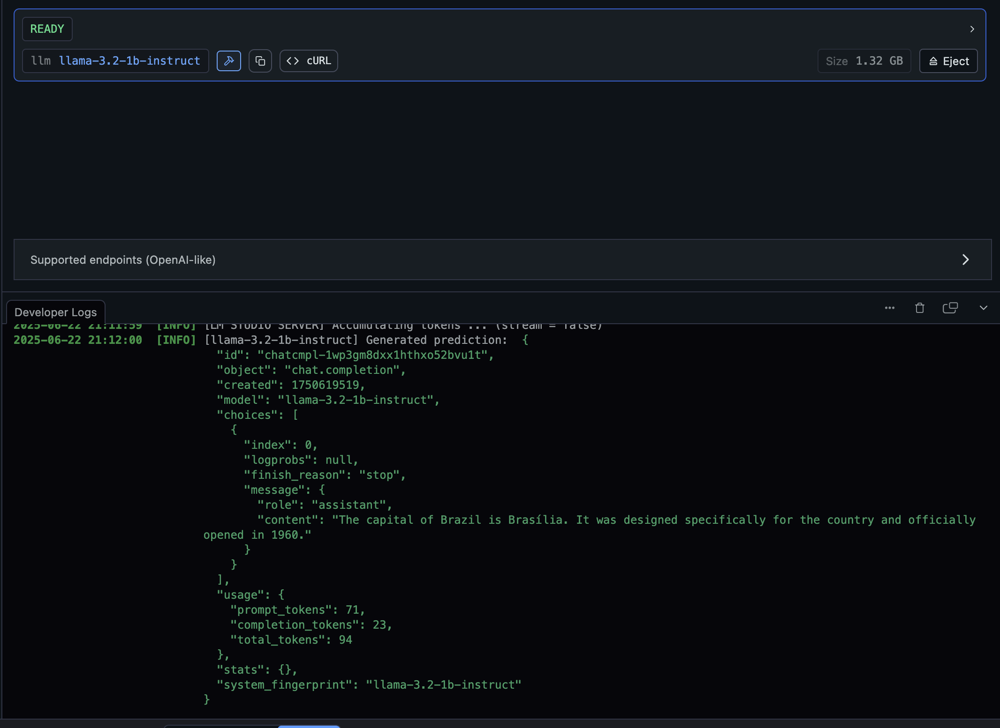 READY
llm llama-3.2-1b-instruct cURL Size 1.32 GB Eject
Supported endpoints (OpenAI-like)
Developer Logs
2025-06-22 21:11:59 [INFO] [LM STUDIO SERVER] Accumulating tokens ... (stream = false)
2025-06-22 21:12:00 [INFO] [llama-3.2-1b-instruct] Generated prediction: {
"id": "chatcmpl-1wp3gm8dxx1hthxo52bvu1t",
"object": "chat.completion",
"created": 1750619519,
"model": "llama-3.2-1b-instruct",
"choices": [
{
"index": 0,
"logprobs": null,
"finish_reason": "stop",
"message": {
"role": "assistant",
"content": "The capital of Brazil is Brasília. It was designed specifically for the country and officially
opened in 1960."
}
}
],
"usage": {
"prompt_tokens": 71,
"completion_tokens": 23,
"total_tokens": 94
},
"stats": {},
"system_fingerprint": "llama-3.2-1b-instruct"
}